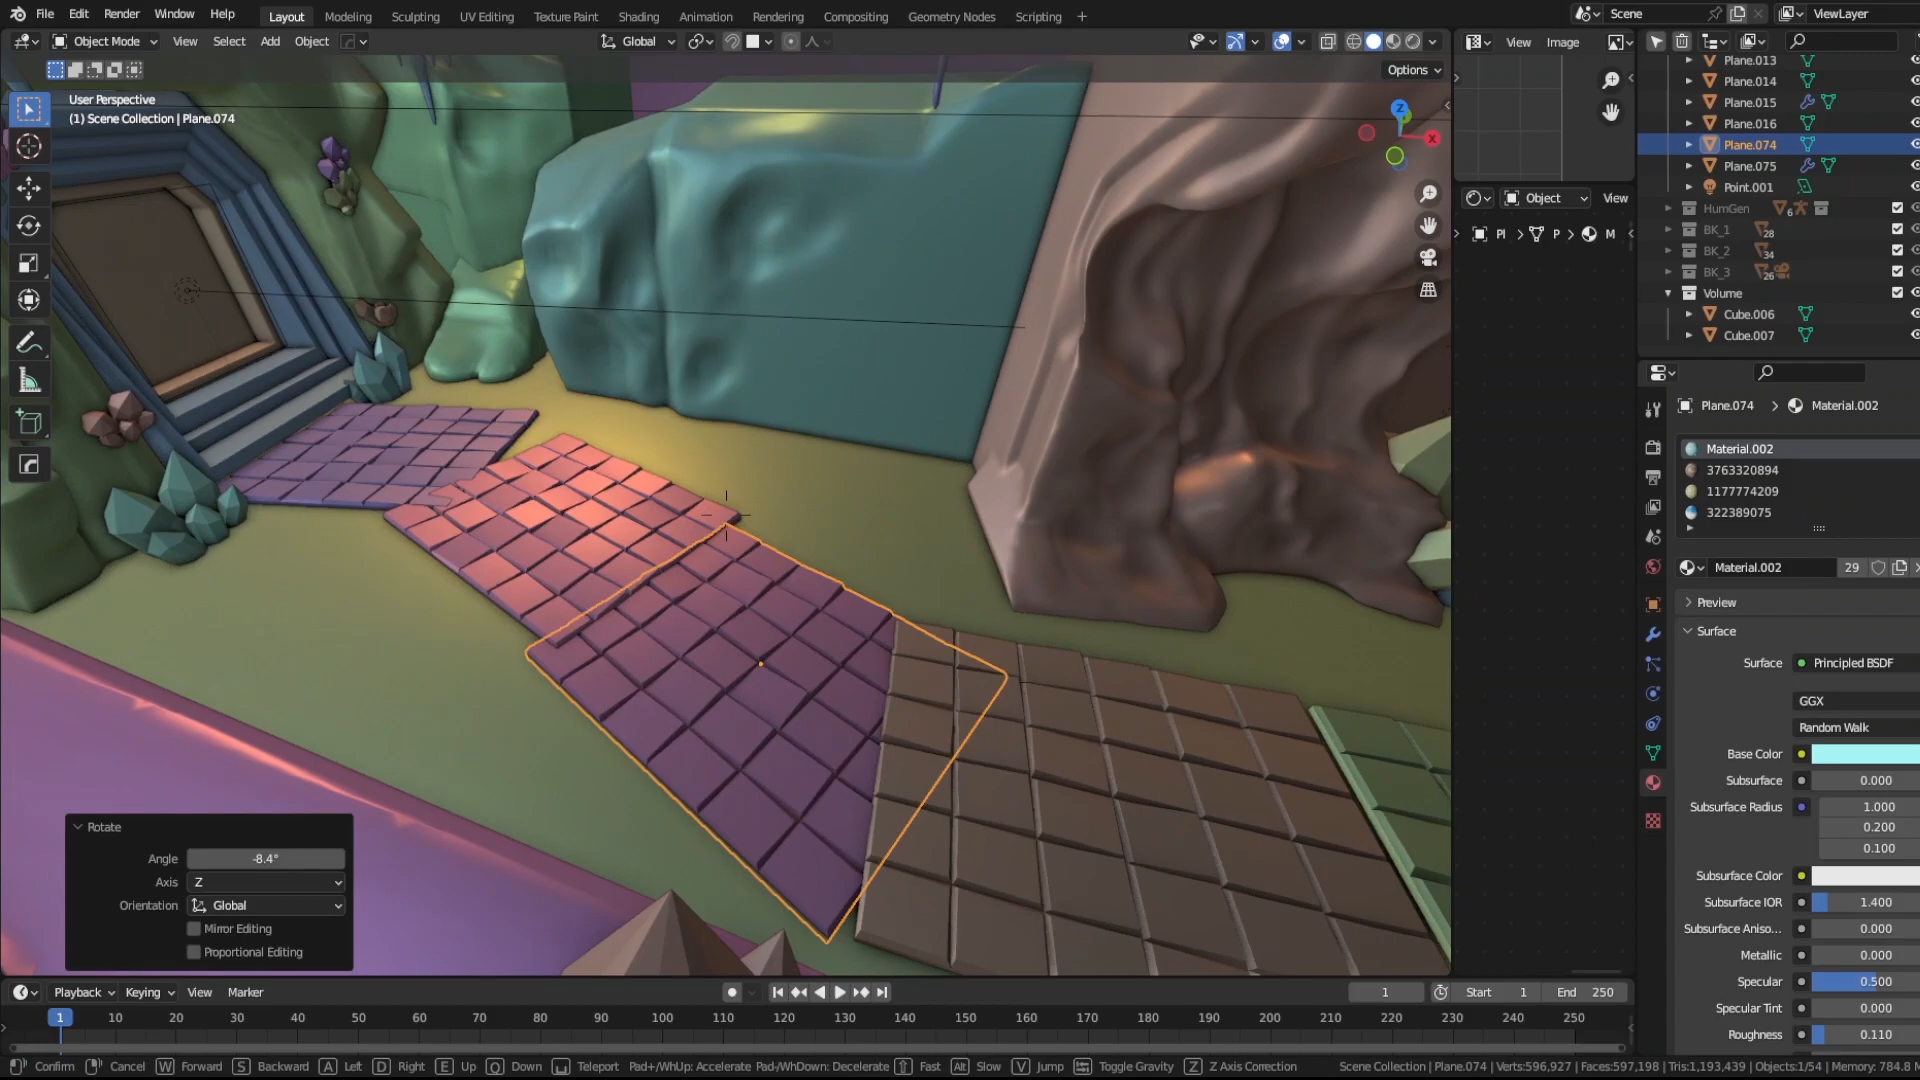 File Edit Render Window Help Layout Modeling Sculpting UV Editing Texture Paint Shading Animation Rendering Compositing Geometry Nodes Scripting + Scene ViewLayer
Object Mode View Select Add Object Global View Image
Options
User Perspective
(1) Scene Collection | Plane.074
Z
X
Plane.013
Plane.014
Plane.015
Plane.016
Plane.074
Plane.075
Point.001
HumGen 6
BK_1 28
BK_2 34
BK_3 26
Volume
Cube.006
Cube.007
Object View
Pl > P > M
Plane.074 > Material.002
Material.002
3763320894
1177774209
322389075
Material.002 29
Preview
Surface
Surface Principled BSDF
GGX
Random Walk
Base Color
Subsurface 0.000
Subsurface Radius 1.000
0.200
0.100
Subsurface Color
Subsurface IOR 1.400
Subsurface Aniso... 0.000
Metallic 0.000
Specular 0.500
Specular Tint 0.000
Roughness 0.110
Rotate
Angle -8.4°
Axis Z
Orientation Global
Mirror Editing
Proportional Editing
Playback Keying View Marker 1 Start 1 End 250
1 10 20 30 40 50 60 70 80 90 100 110 120 130 140 150 160 170 180 190 200 210 220 230 240 250
Confirm Cancel W Forward S Backward A Left D Right E Up Q Down Teleport Pad+/WhUp: Accelerate Pad-/WhDown: Decelerate Fast Alt Slow V Jump Toggle Gravity Z Z Axis Correction Scene Collection | Plane.074 | Verts:596,927 | Faces:597,198 | Tris:1,193,439 | Objects:1/54 | Memory: 784.8 M